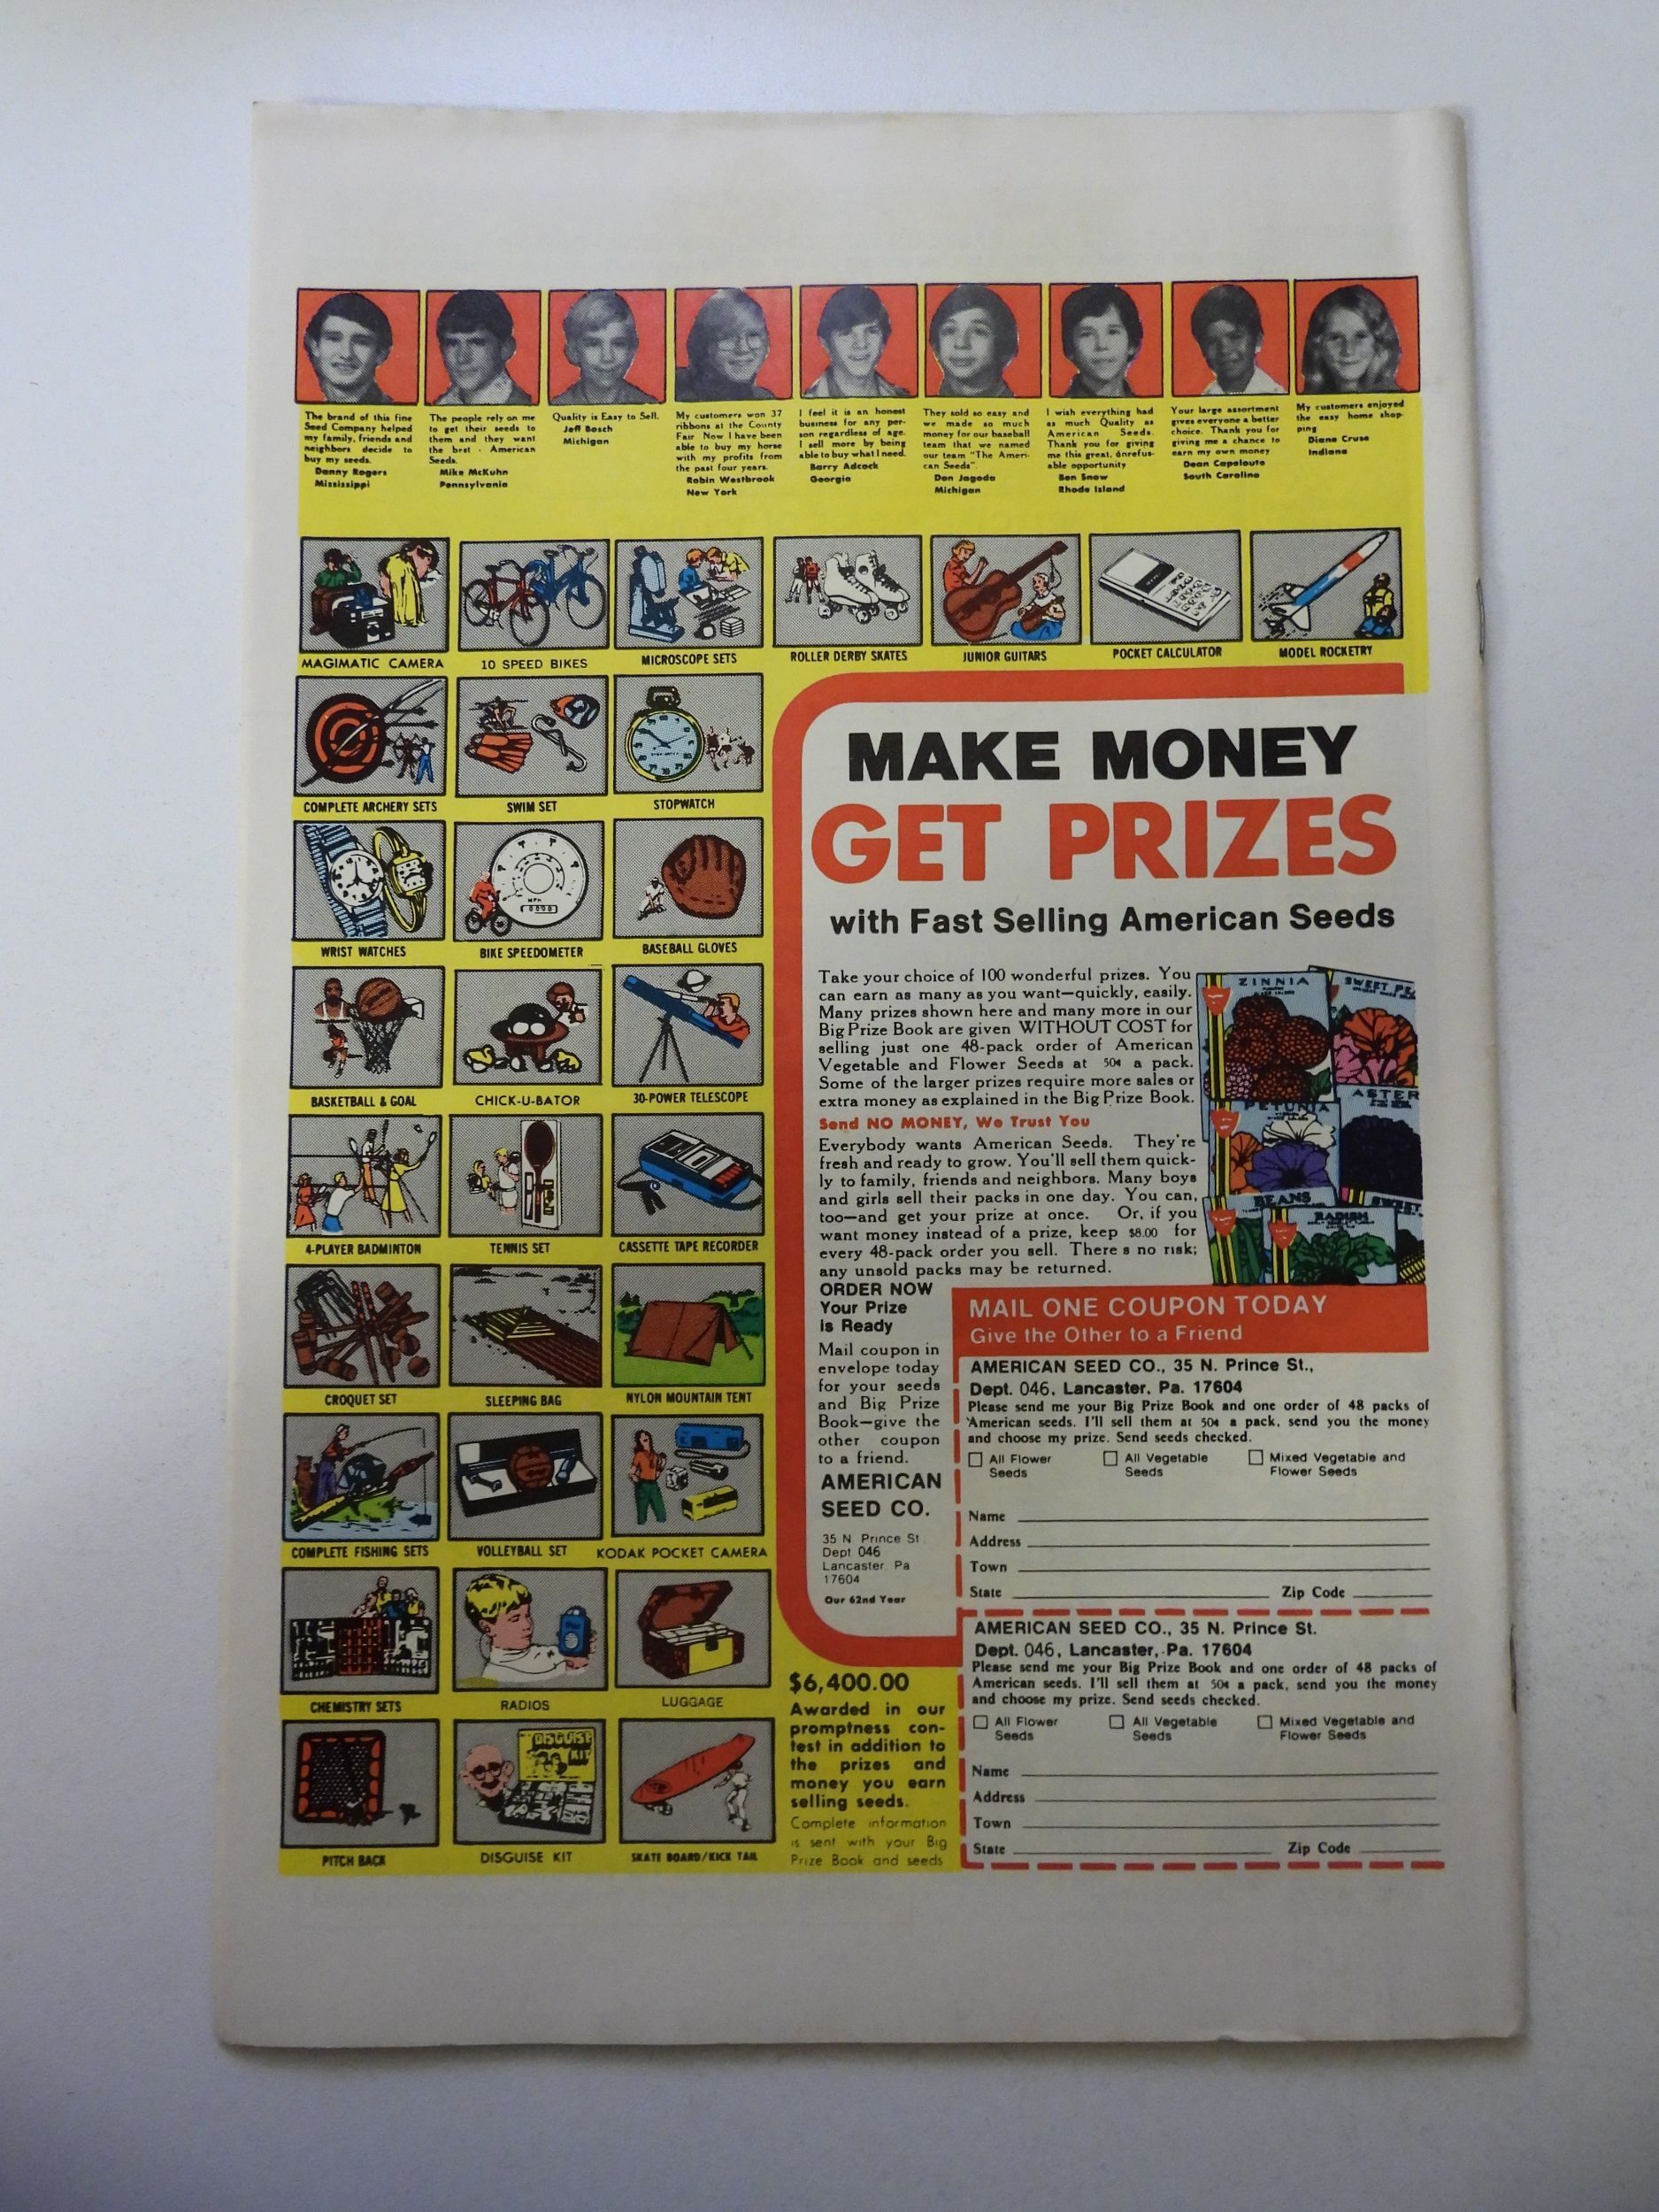 The brand of this fine
Seed Company helped
my family, friends and
neighbors decide to
buy my seeds.
Danny Rogers
Mississippi
The people rely on me
to get their seeds to
them and they want
the best - American
Seeds.
Mike McKuhn
Pennsylvania
Quality is Easy to Sell.
Jeff Bosch
Michigan
My customers won 37
ribbons at the County
Fair Now I have been
able to buy my horse
with my profits from
the past four years.
Robin Westbrook
New York
I feel it is an honest
business for any per-
son regardless of age.
I sell more by being
able to buy what I need.
Barry Adcock
Georgia
They sold so easy and
we made so much
money for our baseball
team that we named
our team "The Ameri-
can Seeds".
Dan Jagoda
Michigan
I wish everything had
as much Quality as
American Seeds.
Thank you for giving
me this great, unrefus-
able opportunity
Ben Snow
Rhode Island
Your large assortment
gives everyone a better
choice. Thank you for
giving me a chance to
earn my own money
Dean Capaloute
South Carolina
My customers enjoyed
the easy home shop-
ping
Diane Cruse
Indiana
MAGIMATIC CAMERA
10 SPEED BIKES
MICROSCOPE SETS
ROLLER DERBY SKATES
JUNIOR GUITARS
POCKET CALCULATOR
MODEL ROCKETRY
COMPLETE ARCHERY SETS
SWIM SET
STOPWATCH
WRIST WATCHES
MPH
BIKE SPEEDOMETER
BASEBALL GLOVES
BASKETBALL & GOAL
CHICK-U-BATOR
30-POWER TELESCOPE
4-PLAYER BADMINTON
TENNIS SET
CASSETTE TAPE RECORDER
CROQUET SET
SLEEPING BAG
NYLON MOUNTAIN TENT
COMPLETE FISHING SETS
VOLLEYBALL SET
KODAK POCKET CAMERA
CHEMISTRY SETS
RADIOS
LUGGAGE
DISGUISE
KIT
PITCH BACK
DISGUISE KIT
SKATE BOARD/KICK TAIL
MAKE MONEY
GET PRIZES
with Fast Selling American Seeds
Take your choice of 100 wonderful prizes. You
can earn as many as you want—quickly, easily.
Many prizes shown here and many more in our
Big Prize Book are given WITHOUT COST for
selling just one 48-pack order of American
Vegetable and Flower Seeds at 50¢ a pack.
Some of the larger prizes require more sales or
extra money as explained in the Big Prize Book.
Send NO MONEY, We Trust You
Everybody wants American Seeds. They're
fresh and ready to grow. You'll sell them quick-
ly to family, friends and neighbors. Many boys
and girls sell their packs in one day. You can,
too—and get your prize at once. Or, if you
want money instead of a prize, keep $8.00 for
every 48-pack order you sell. There s no risk;
any unsold packs may be returned.
ZINNIA
SWEET PE
ASTER
PETUNIA
BEANS
RADISH
SWEET
ORDER NOW
Your Prize
is Ready
Mail coupon in
envelope today
for your seeds
and Big Prize
Book—give the
other coupon
to a friend.
AMERICAN
SEED CO.
35 N Prince St
Dept 046
Lancaster Pa
17604
Our 62nd Year
MAIL ONE COUPON TODAY
Give the Other to a Friend
AMERICAN SEED CO., 35 N. Prince St.,
Dept. 046, Lancaster, Pa. 17604
Please send me your Big Prize Book and one order of 48 packs of
American seeds. I'll sell them at 50¢ a pack, send you the money
and choose my prize. Send seeds checked.
All Flower
Seeds
All Vegetable
Seeds
Mixed Vegetable and
Flower Seeds
Name
Address
Town
State Zip Code
AMERICAN SEED CO., 35 N. Prince St.
Dept. 046, Lancaster, Pa. 17604
Please send me your Big Prize Book and one order of 48 packs of
American seeds. I'll sell them at 50¢ a pack, send you the money
and choose my prize. Send seeds checked.
All Flower
Seeds
All Vegetable
Seeds
Mixed Vegetable and
Flower Seeds
Name
Address
Town
State Zip Code
$6,400.00
Awarded in our
promptness con-
test in addition to
the prizes and
money you earn
selling seeds.
Complete information
is sent with your Big
Prize Book and seeds